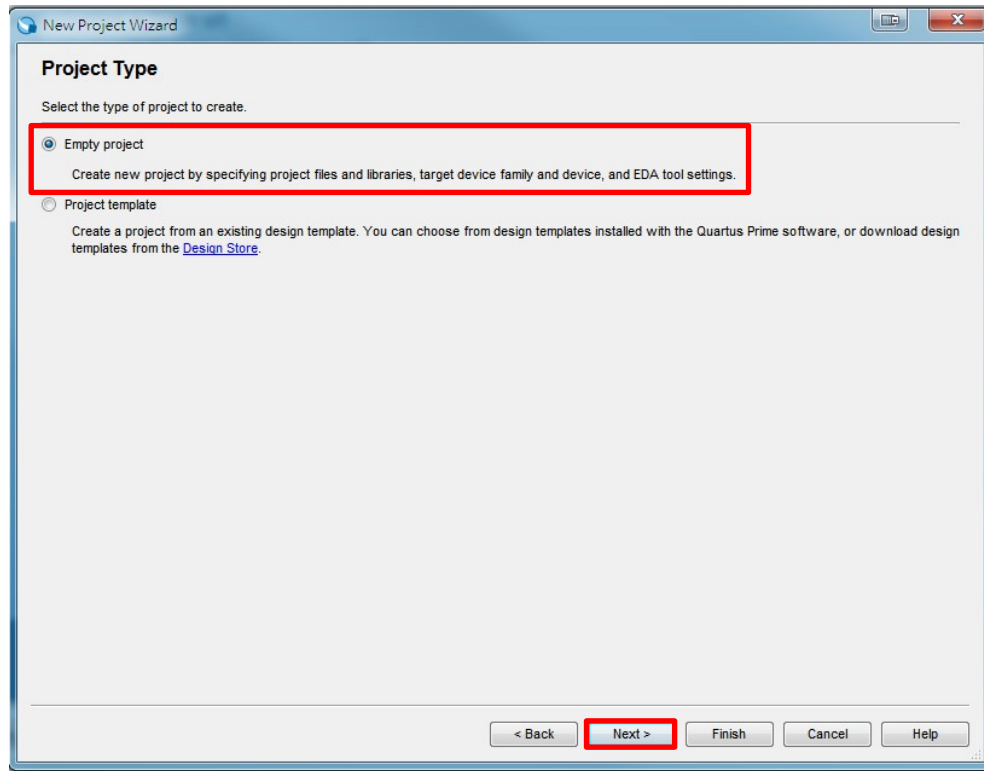 New Project Wizard
Project Type
Select the type of project to create.
Empty project
Create new project by specifying project files and libraries, target device family and device, and EDA tool settings.
Project template
Create a project from an existing design template. You can choose from design templates installed with the Quartus Prime software, or download design
templates from the Design Store.
< Back Next > Finish Cancel Help